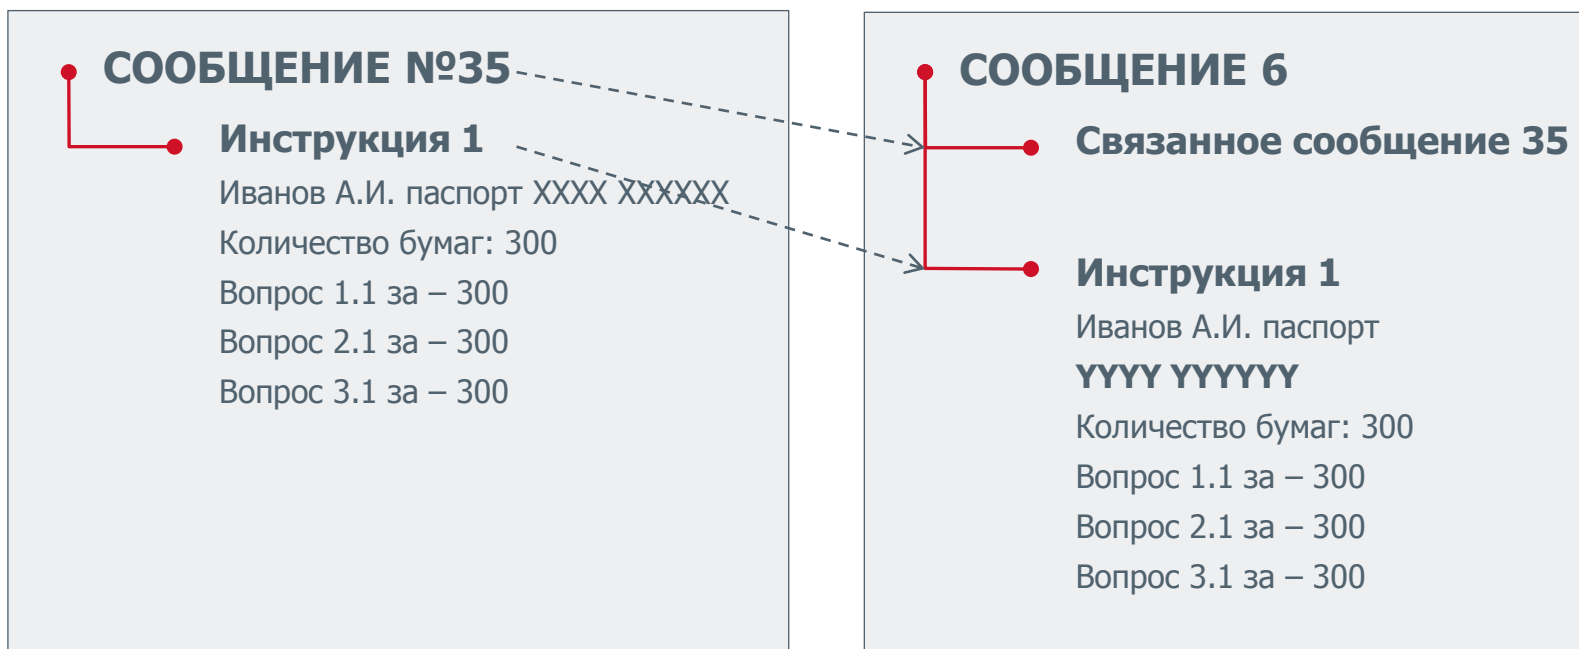 СООБЩЕНИЕ №35
Инструкция 1
Иванов А.И. паспорт XXXX XXXXXX
Количество бумаг: 300
Вопрос 1.1 за – 300
Вопрос 2.1 за – 300
Вопрос 3.1 за – 300
СООБЩЕНИЕ 6
Связанное сообщение 35
Инструкция 1
Иванов А.И. паспорт
YYYY YYYYYY
Количество бумаг: 300
Вопрос 1.1 за – 300
Вопрос 2.1 за – 300
Вопрос 3.1 за – 300